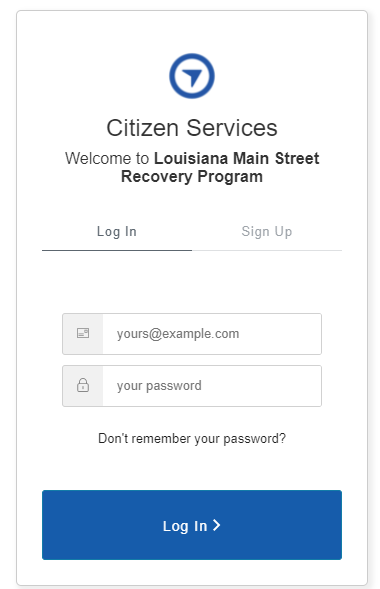 Citizen Services
Welcome to Louisiana Main Street
Recovery Program
Log In
Sign Up
yours@example.com
your password
Don't remember your password?
Log In